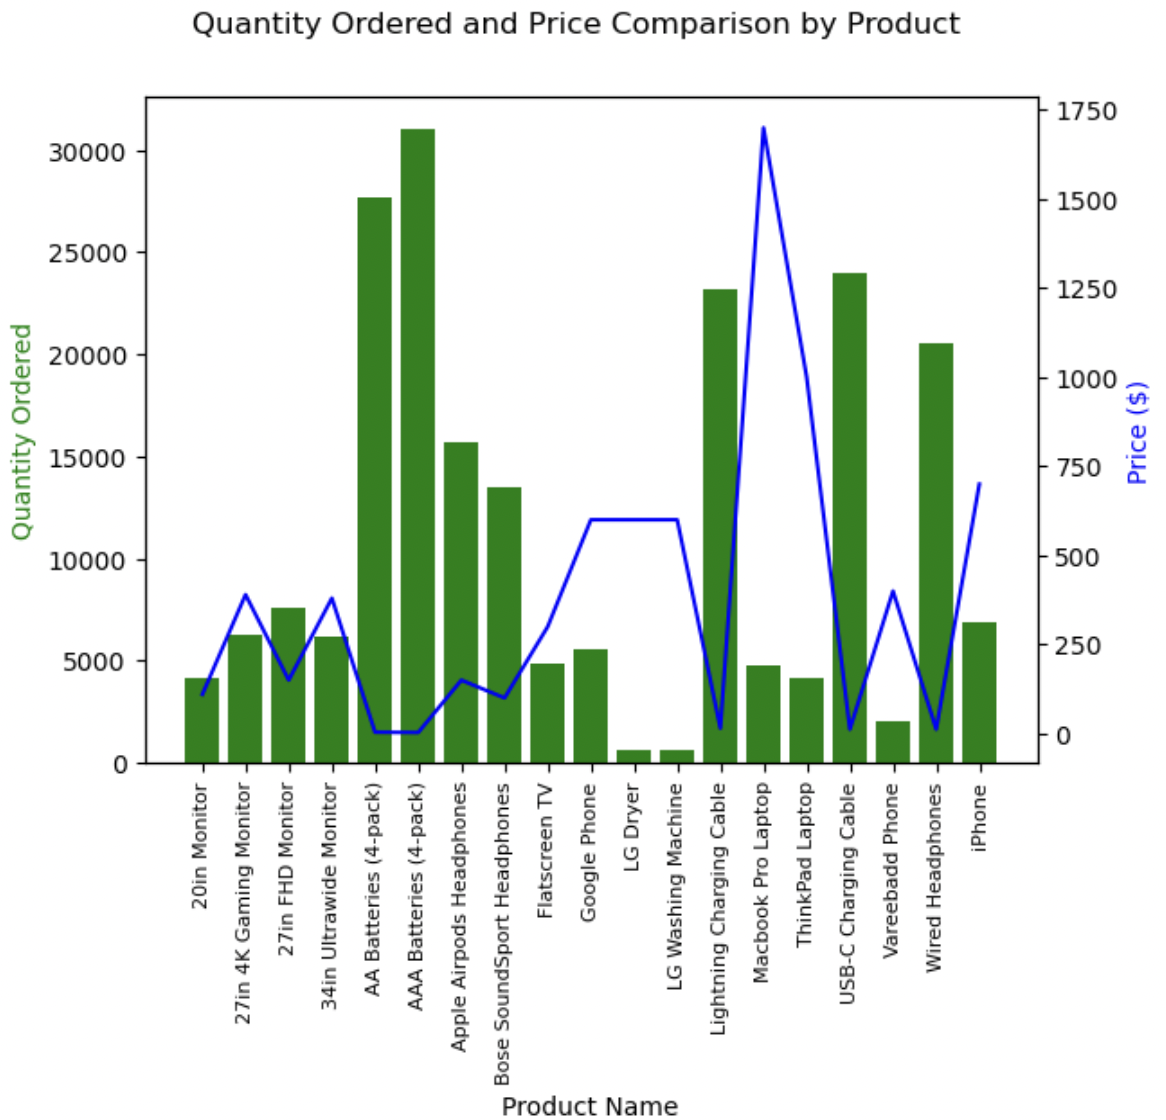 Quantity Ordered and Price Comparison by Product
Quantity Ordered
30000
25000
20000
15000
10000
5000
0
1750
1500
1250
1000
750
500
250
0
Price ($)
20in Monitor
27in 4K Gaming Monitor
27in FHD Monitor
34in Ultrawide Monitor
AA Batteries (4-pack)
AAA Batteries (4-pack)
Apple Airpods Headphones
Bose SoundSport Headphones
Flatscreen TV
Google Phone
LG Dryer
LG Washing Machine
Lightning Charging Cable
Macbook Pro Laptop
ThinkPad Laptop
USB-C Charging Cable
Vareebadd Phone
Wired Headphones
iPhone
Product Name